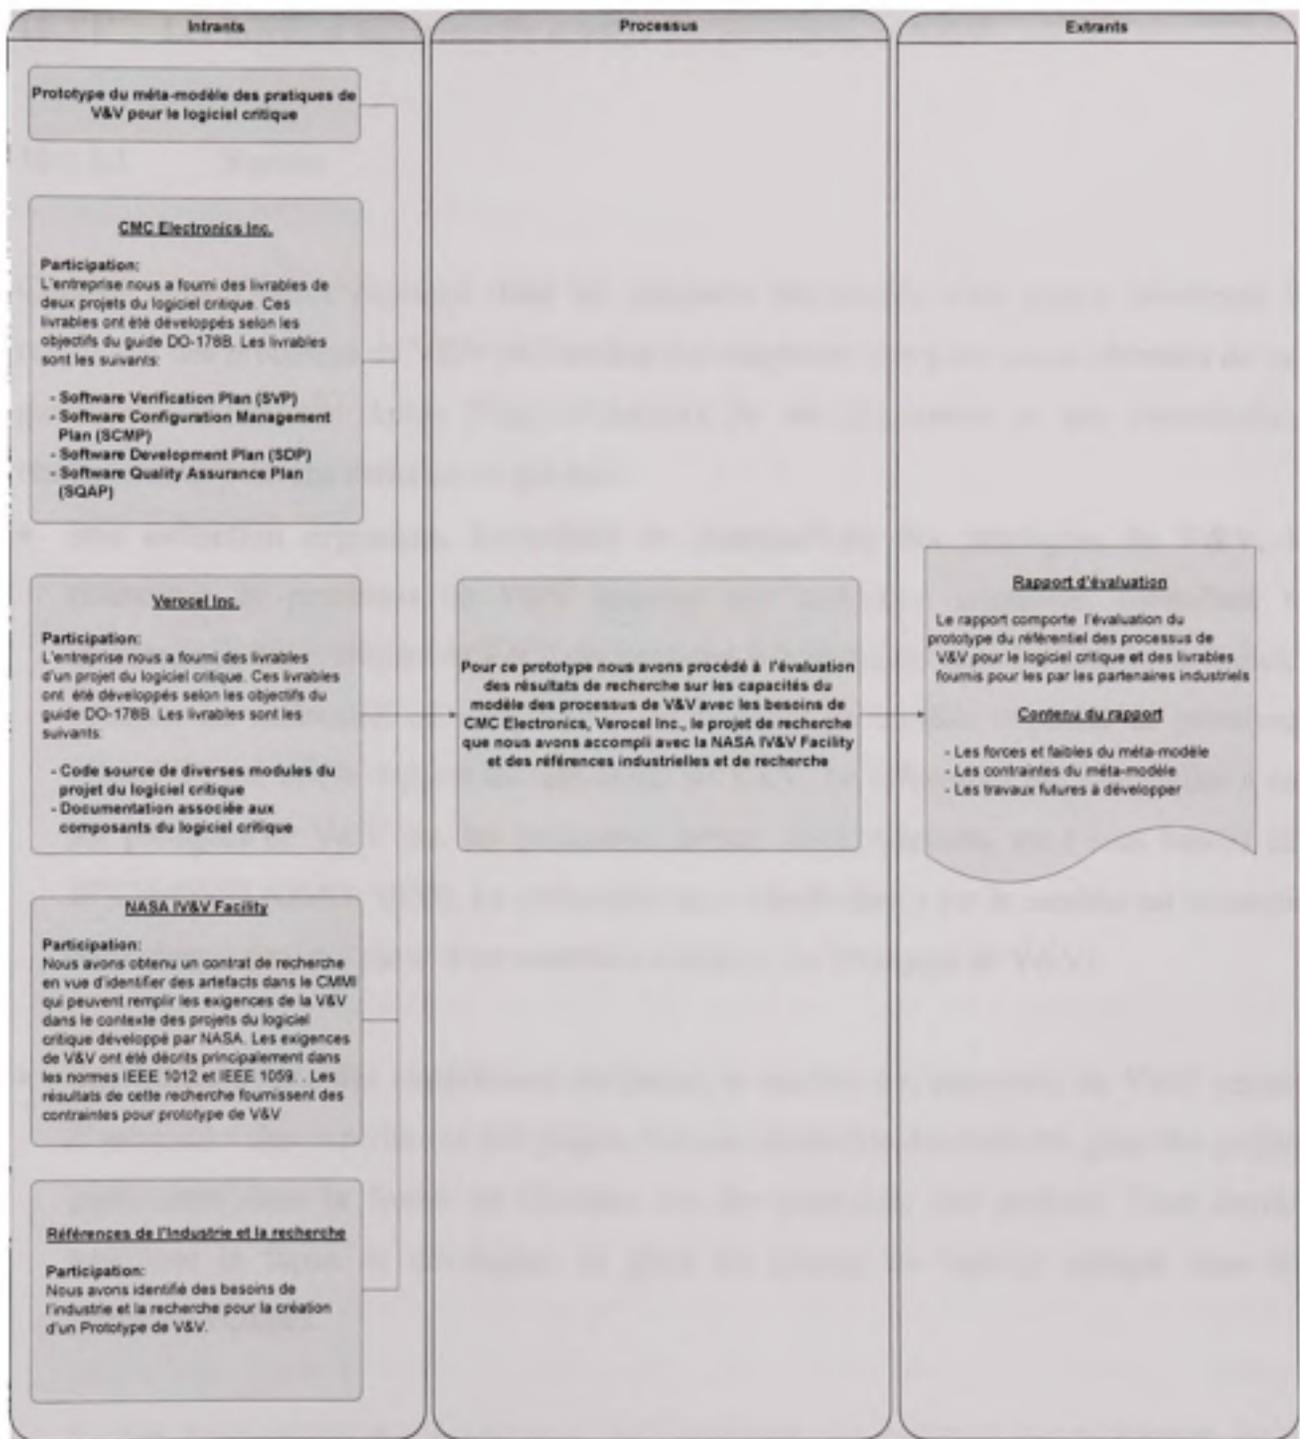 Intrants
Prototype du méta-modèle des pratiques de
V&V pour le logiciel critique
CMC Electronics Inc.
Participation:
L'entreprise nous a fourni des livrables de
deux projets du logiciel critique. Ces
livrables ont été développés selon les
objectifs du guide DO-178B. Les livrables
sont les suivants:
- Software Verification Plan (SVP)
- Software Configuration Management
Plan (SCMP)
- Software Development Plan (SDP)
- Software Quality Assurance Plan
(SQAP)
Verocel Inc.
Participation:
L'entreprise nous a fourni des livrables
d'un projet du logiciel critique. Ces livrables
ont été développés selon les objectifs du
guide DO-178B. Les livrables sont les
suivants:
- Code source de diverses modules du
projet du logiciel critique
- Documentation associée aux
composants du logiciel critique
NASA IV&V Facility
Participation:
Nous avons obtenu un contrat de recherche
en vue d'identifier des artefacts dans le CMMI
qui peuvent remplir les exigences de la V&V
dans le contexte des projets du logiciel
critique développé par NASA. Les exigences
de V&V ont été décrits principalement dans
les normes IEEE 1012 et IEEE 1059. . Les
résultats de cette recherche fournissent des
contraintes pour prototype de V&V
Références de l'Industrie et la recherche
Participation:
Nous avons identifié des besoins de
l'industrie et la recherche pour la création
d'un Prototype de V&V.
Processus
Pour ce prototype nous avons procédé à l'évaluation
des résultats de recherche sur les capacités du
modèle des processus de V&V avec les besoins de
CMC Electronics, Verocel Inc., le projet de recherche
que nous avons accompli avec la NASA IV&V Facility
et des références industrielles et de recherche
Extrants
Rapport d'évaluation
Le rapport comporte l'évaluation du
prototype du référentiel des processus de
V&V pour le logiciel critique et des livrables
fournis pour les par les partenaires industriels
Contenu du rapport
- Les forces et faibles du méta-modèle
- Les contraintes du méta-modèle
- Les travaux futures à développer